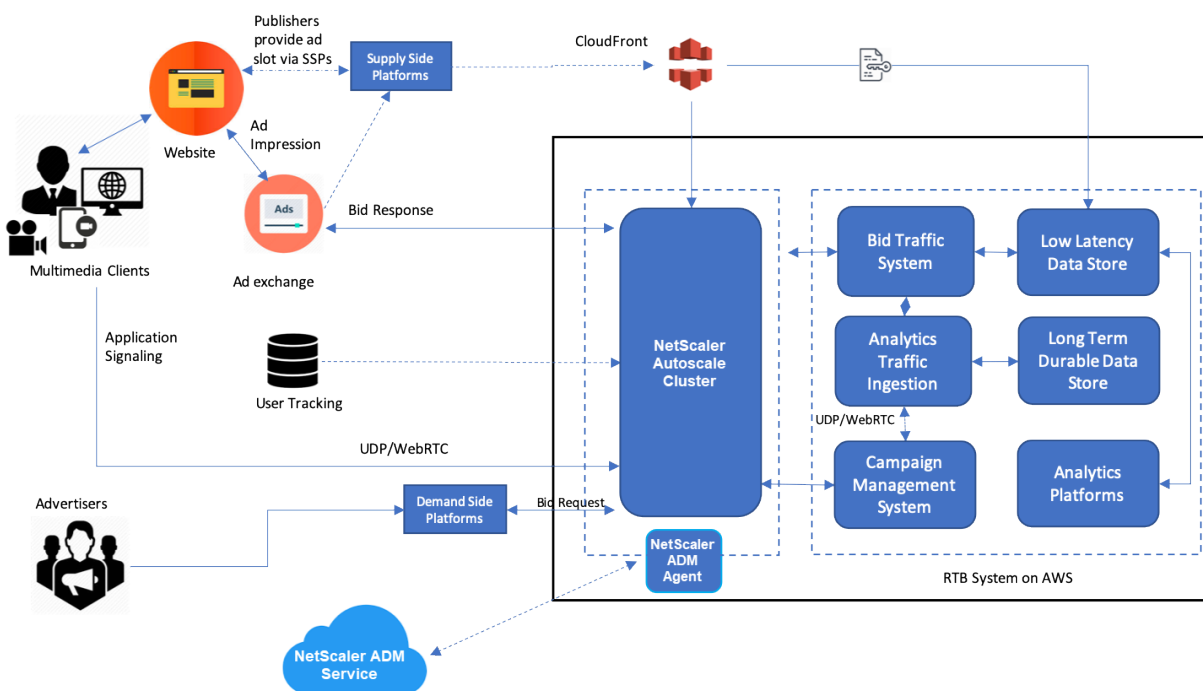 Publishers
provide ad
slot via SSPs
Supply Side
Platforms
CloudFront
Ad
Impression
Website
Ads
Bid Response
Multimedia Clients
Ad exchange
Application
Signaling
User Tracking
UDP/WebRTC
Advertisers
Demand Side
Platforms
Bid Request
NetScaler
Autoscale
Cluster
NetScaler
ADM
Agent
Bid Traffic
System
Low Latency
Data Store
Analytics
Traffic
Ingestion
Long Term
Durable Data
Store
UDP/WebRTC
Campaign
Management
System
Analytics
Platforms
RTB System on AWS
NetScaler ADM
Service